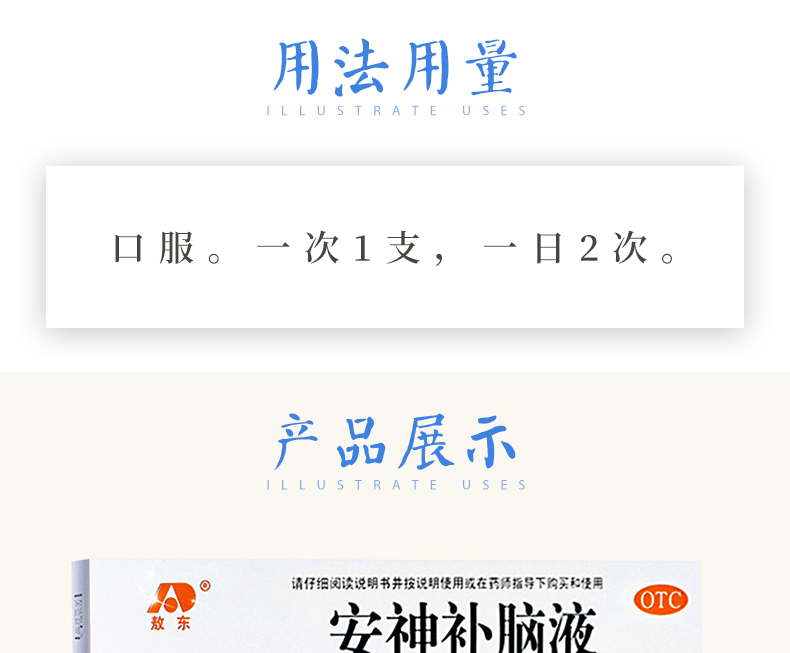 用法用量
ILLUSTRATE USES
口服。一次1支，一日2次。
产品展示
ILLUSTRATE USES
请仔细阅读说明书并按说明使用或在药师指导下购买和使用
OTC
敖东
安神补脑液